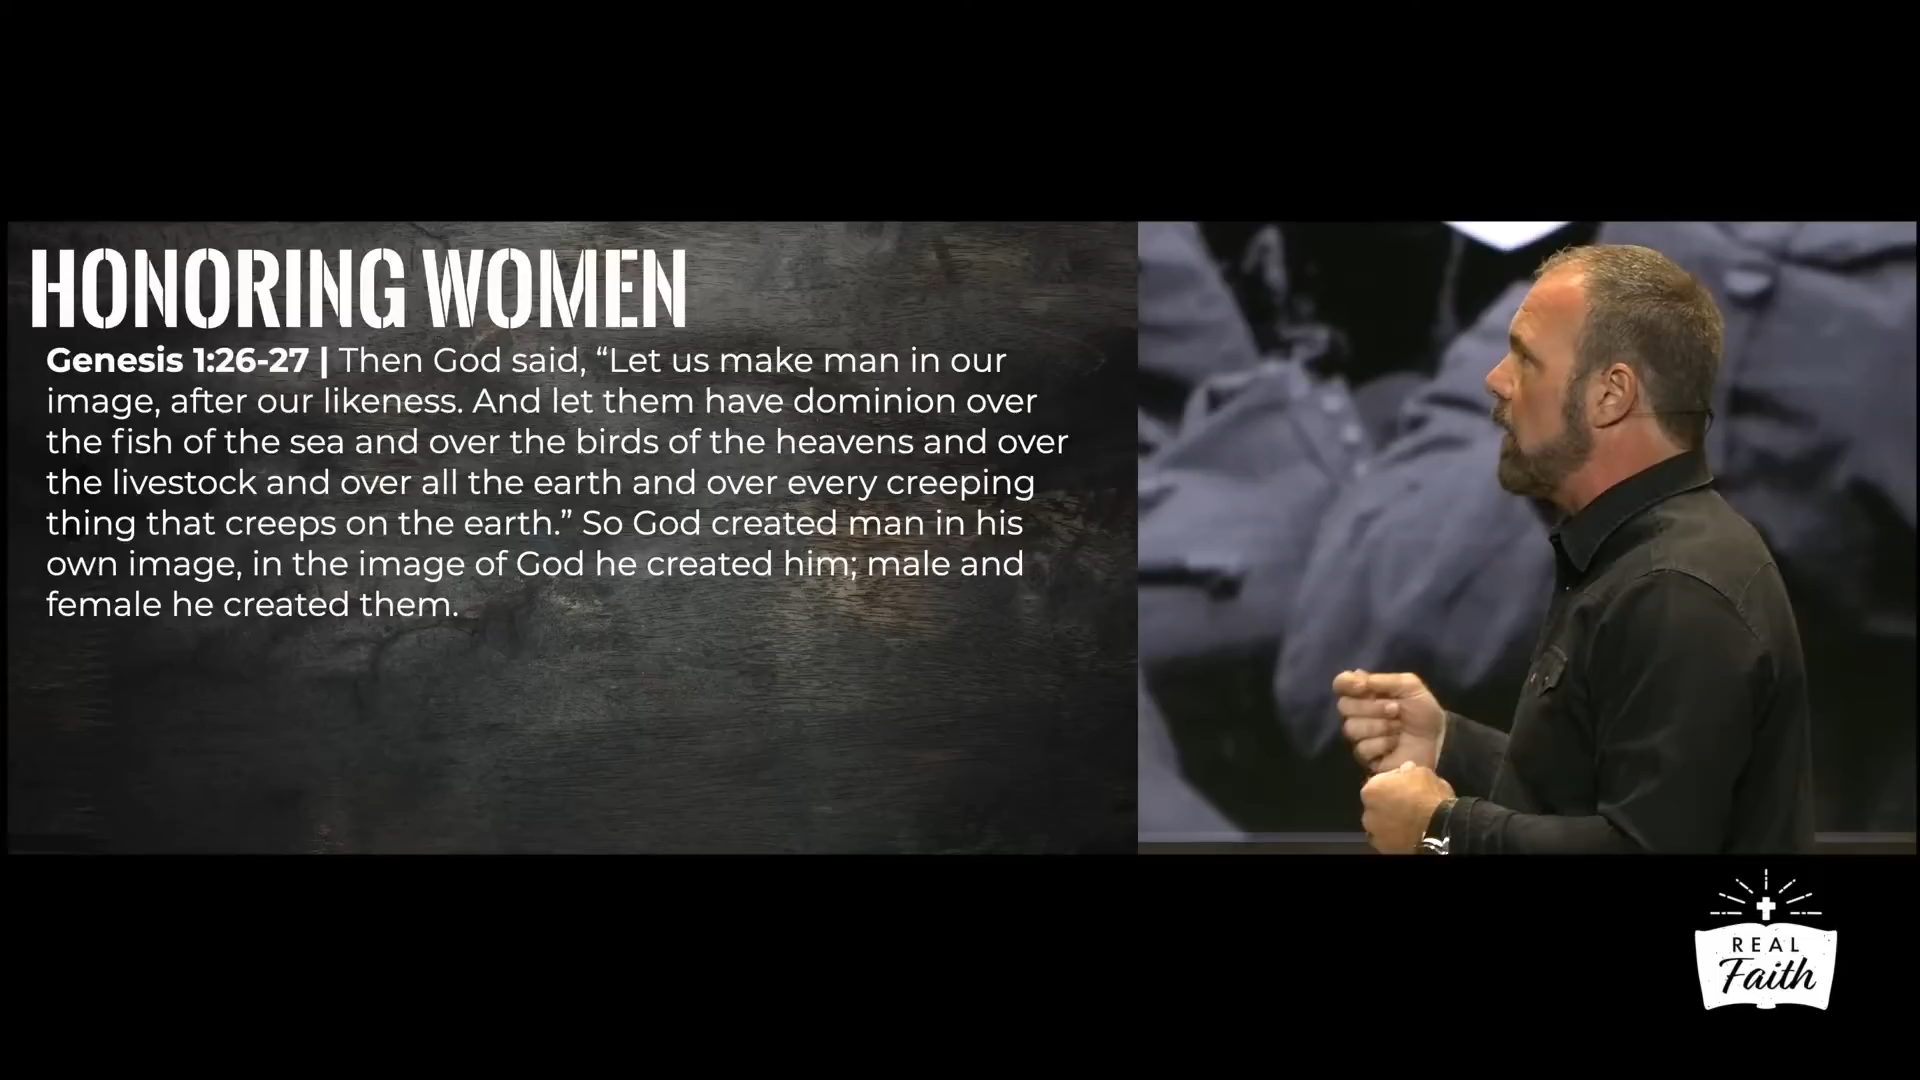 HONORING WOMEN
Genesis 1:26-27 | Then God said, “Let us make man in our
image, after our likeness. And let them have dominion over
the fish of the sea and over the birds of the heavens and over
the livestock and over all the earth and over every creeping
thing that creeps on the earth.” So God created man in his
own image, in the image of God he created him; male and
female he created them.
REAL
Faith